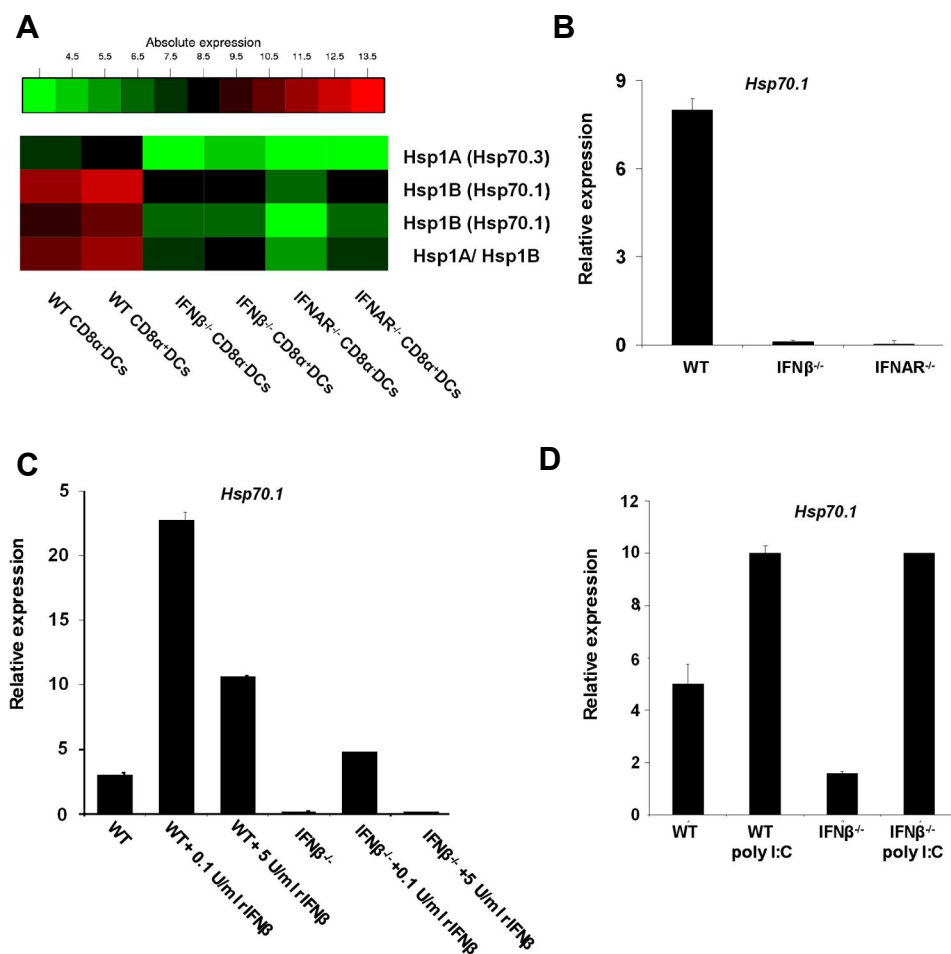 A
Absolute expression
4.5 5.5 6.5 7.5 8.5 9.5 10.5 11.5 12.5 13.5
Hsp1A (Hsp70.3)
Hsp1B (Hsp70.1)
Hsp1B (Hsp70.1)
Hsp1A/ Hsp1B
WT CD8α⁻DCs
WT CD8α⁺DCs
IFNβ⁻/⁻ CD8α⁻DCs
IFNβ⁻/⁻ CD8α⁺DCs
IFNAR⁻/⁻ CD8α⁻DCs
IFNAR⁻/⁻ CD8α⁺DCs
B
Hsp70.1
Relative expression
9
6
3
0
WT
IFNβ⁻/⁻
IFNAR⁻/⁻
C
Hsp70.1
Relative expression
5
20
15
10
5
0
WT
WT+ 0.1 U/ml rIFNβ
WT+ 5 U/ml rIFNβ
IFNβ⁻/⁻
IFNβ⁻/⁻+0.1 U/ml rIFNβ
IFNβ⁻/⁻+5 U/ml rIFNβ
D
Hsp70.1
Relative expression
12
10
8
6
4
2
0
WT
WT
poly I:C
IFNβ⁻/⁻
IFNβ⁻/⁻
poly I:C